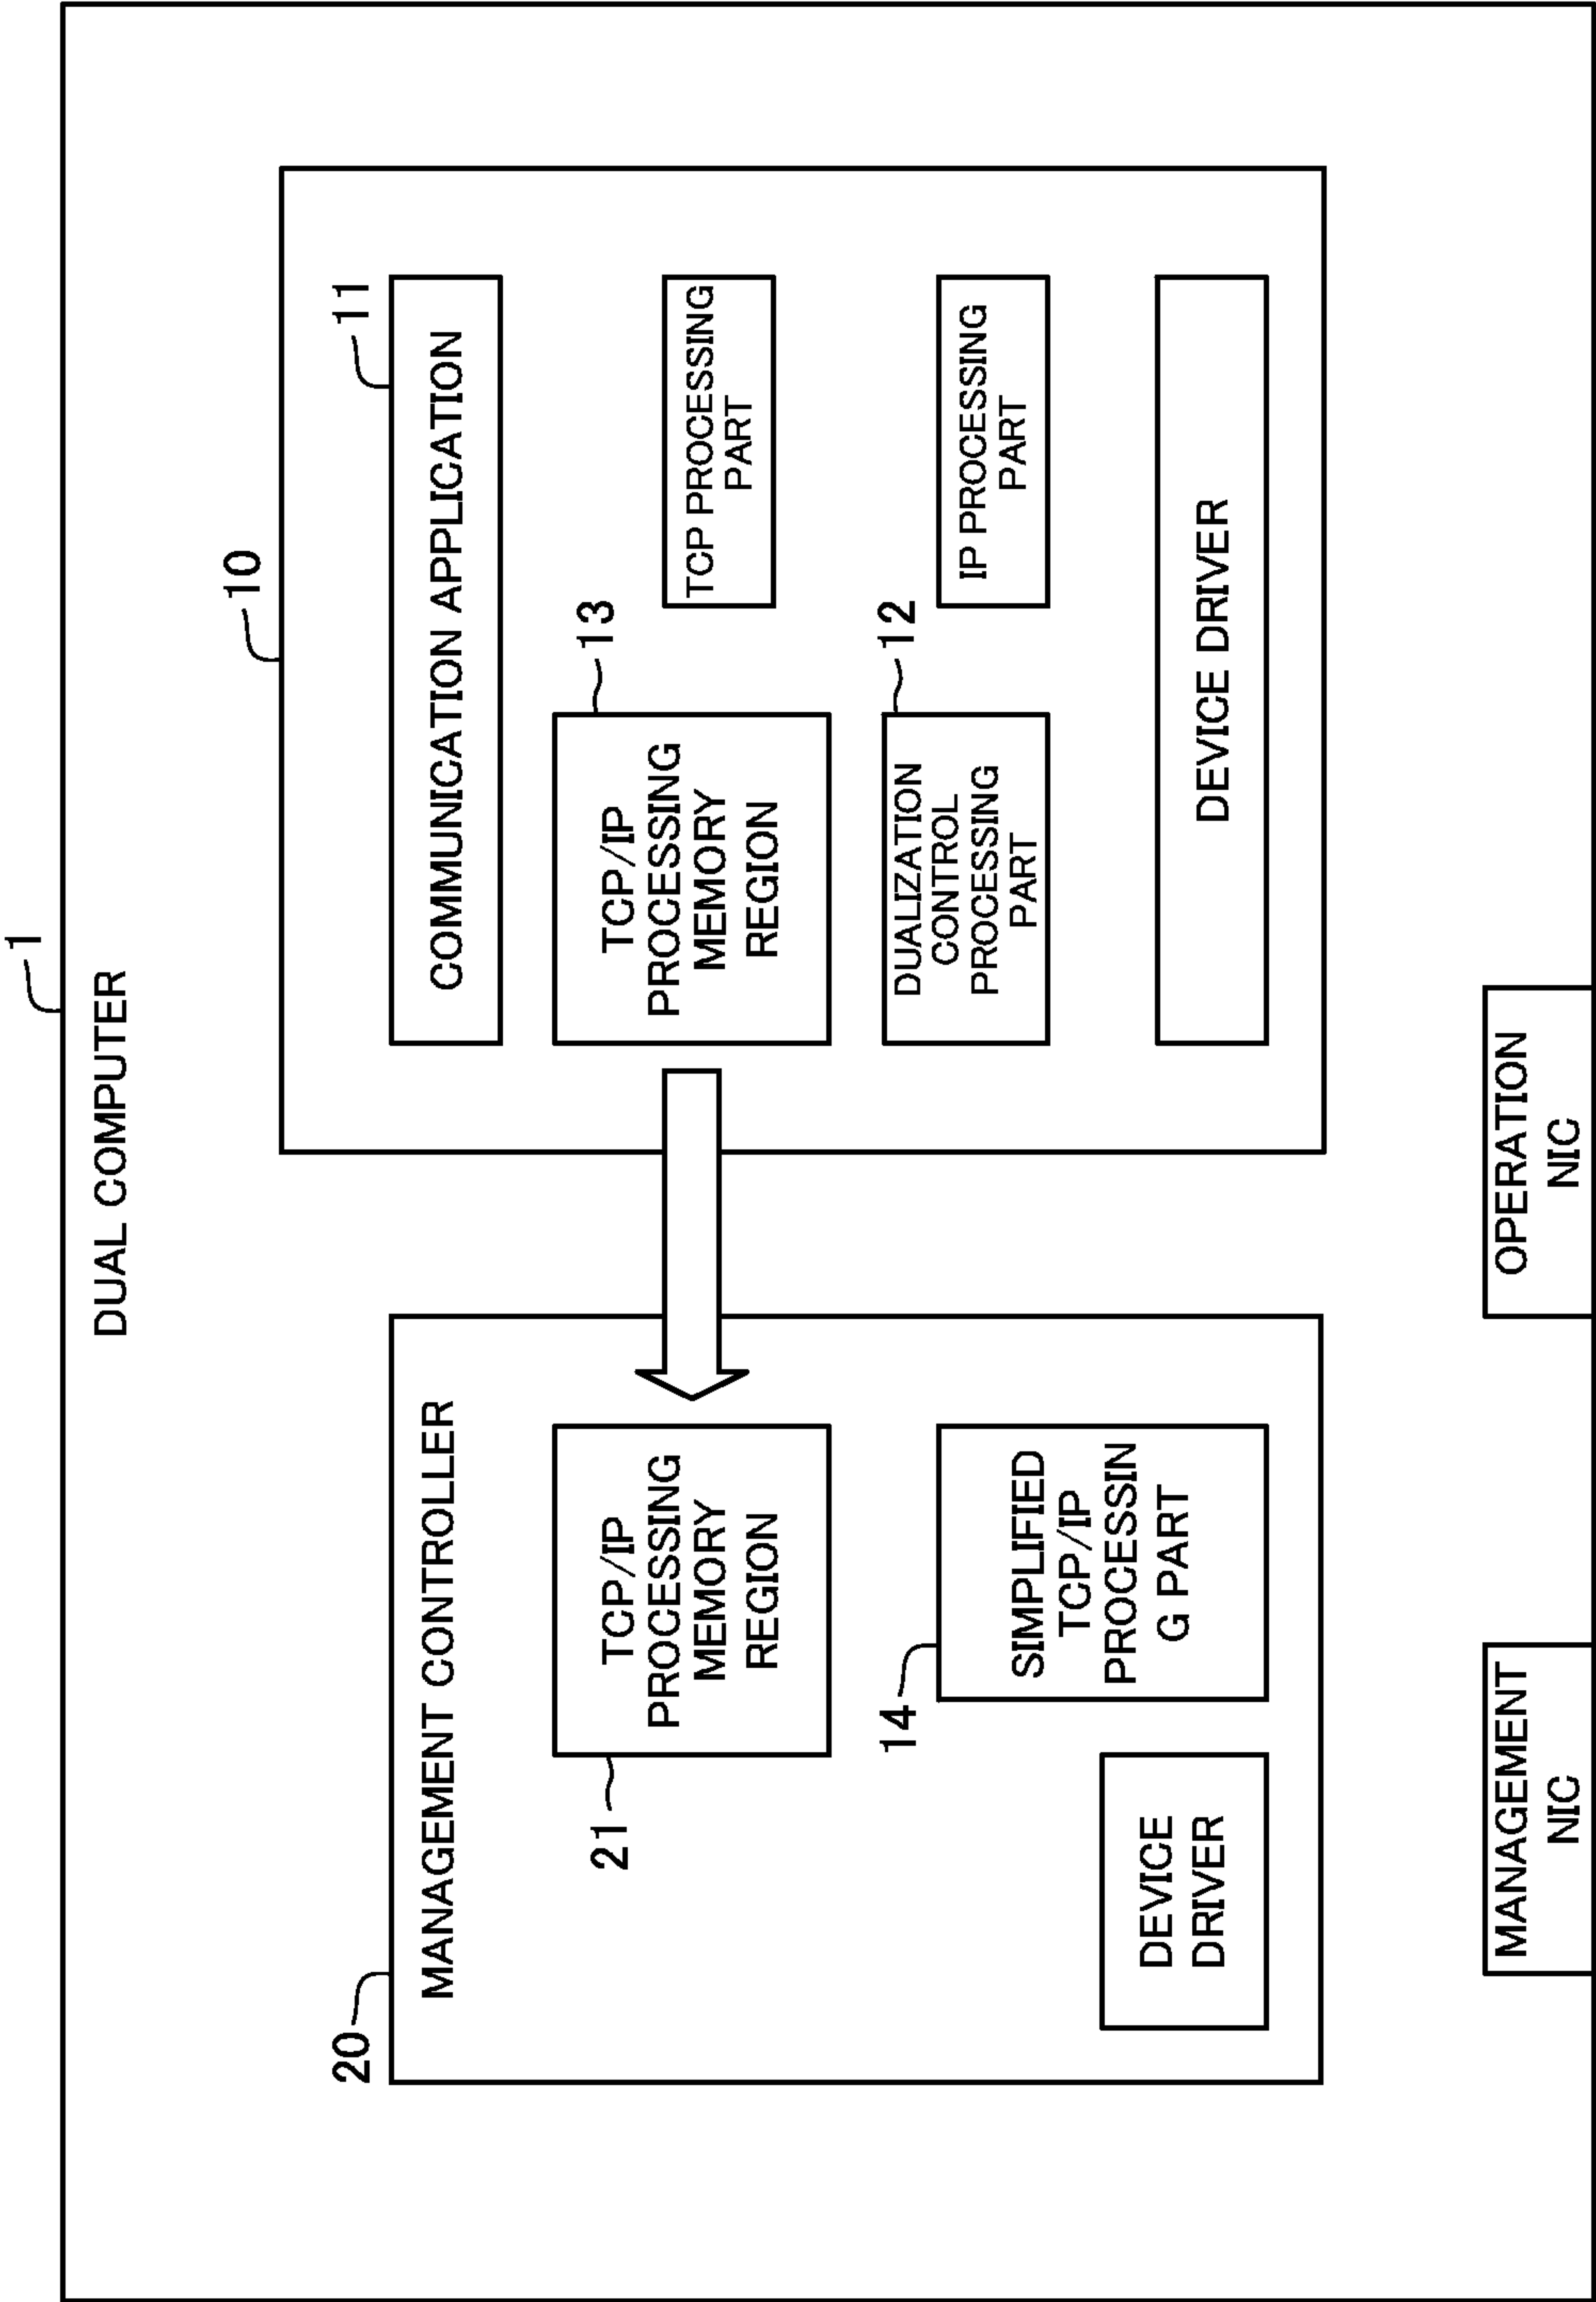 1
DUAL COMPUTER
20
MANAGEMENT CONTROLLER
21
TCP/IP
PROCESSING
MEMORY
REGION
14
SIMPLIFIED
TCP/IP
PROCESSIN
G PART
DEVICE
DRIVER
10
11
COMMUNICATION APPLICATION
13
TCP/IP
PROCESSING
MEMORY
REGION
TCP PROCESSING
PART
12
DUALIZATION
CONTROL
PROCESSING
PART
IP PROCESSING
PART
DEVICE DRIVER
MANAGEMENT
NIC
OPERATION
NIC